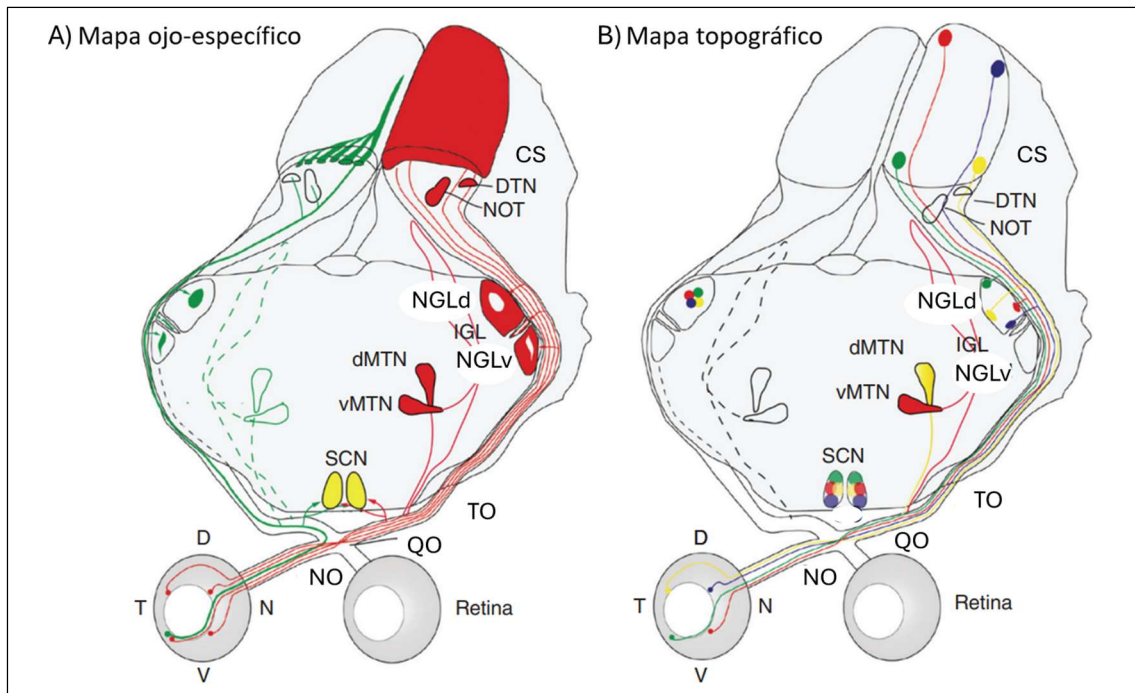 A) Mapa ojo-específico
CS
DTN
NOT
NGLd
IGL
NGLv
dMTN
vMTN
SCN
TO
QO
NO
D
T
N
V
Retina
B) Mapa topográfico
CS
DTN
NOT
NGLd
IGL
NGLv
dMTN
vMTN
SCN
TO
QO
NO
D
T
N
V
Retina